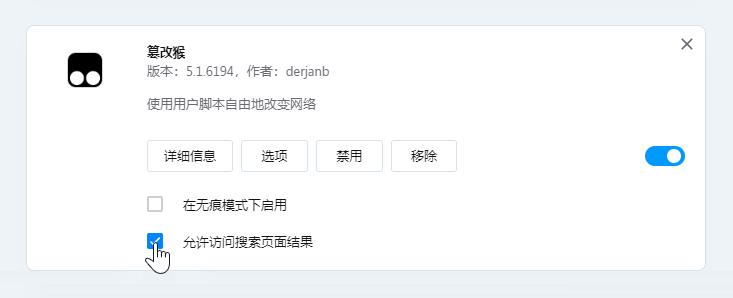 篡改猴
版本：5.1.6194，作者：derjanb
使用用户脚本自由地改变网络
详细信息 选项 禁用 移除
在无痕模式下启用
允许访问搜索页面结果